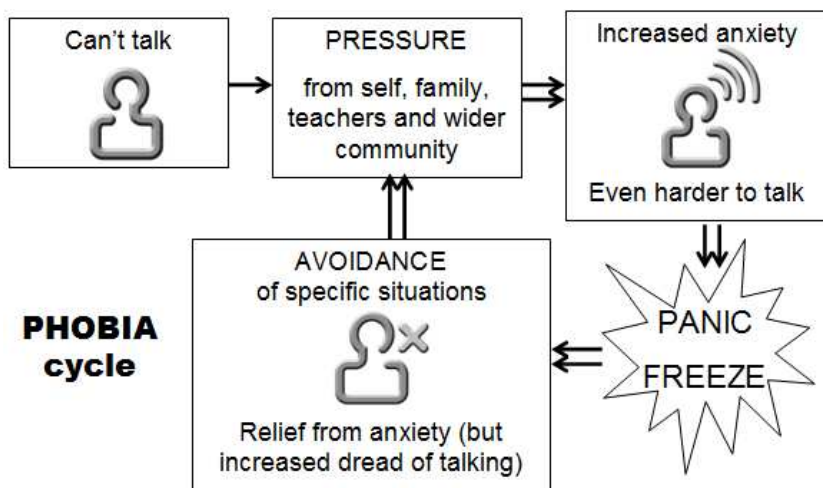 Can't talk
PRESSURE
from self, family,
teachers and wider
community
Increased anxiety
Even harder to talk
PANIC
FREEZE
AVOIDANCE
of specific situations
Relief from anxiety (but
increased dread of talking)
PHOBIA
cycle